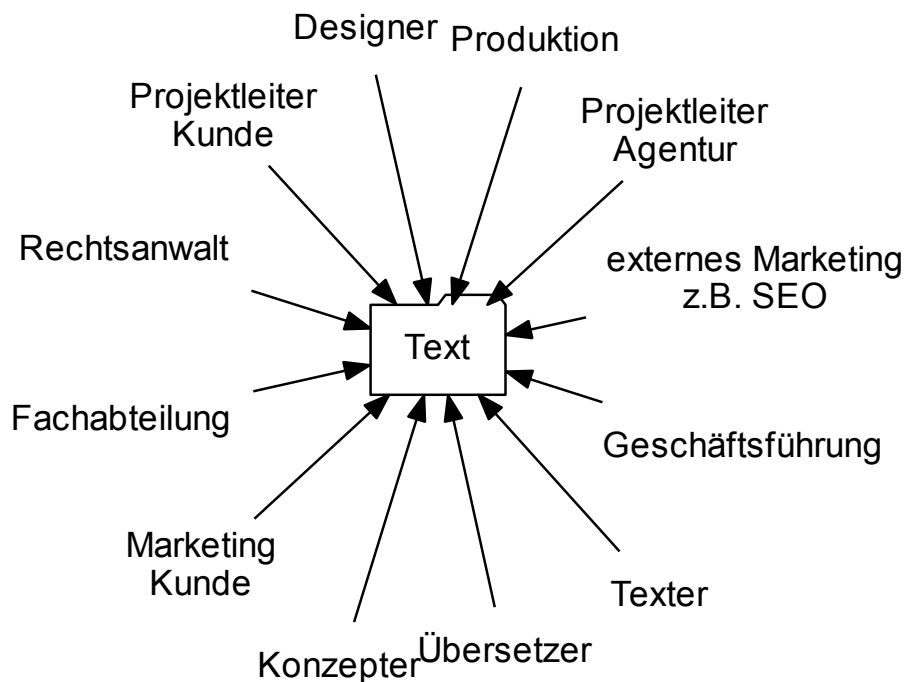 Designer
Produktion
Projektleiter
Kunde
Projektleiter
Agentur
Rechtsanwalt
externes Marketing
z.B. SEO
Text
Fachabteilung
Geschäftsführung
Marketing
Kunde
Texter
Konzepter
Übersetzer